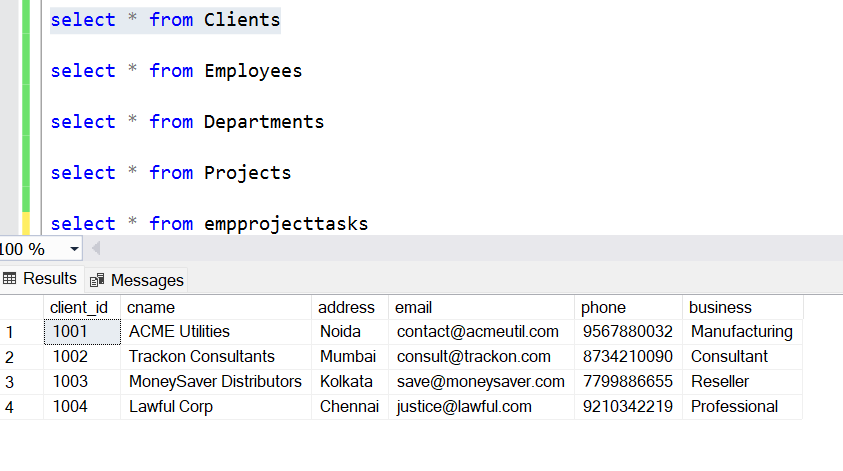 select * from Clients
select * from Employees
select * from Departments
select * from Projects
select * from empprojecttasks
100 %
Results Messages
client_id cname address email phone business
1 1001 ACME Utilities Noida contact@acmeutil.com 9567880032 Manufacturing
2 1002 Trackon Consultants Mumbai consult@trackon.com 8734210090 Consultant
3 1003 MoneySaver Distributors Kolkata save@moneysaver.com 7799886655 Reseller
4 1004 Lawful Corp Chennai justice@lawful.com 9210342219 Professional